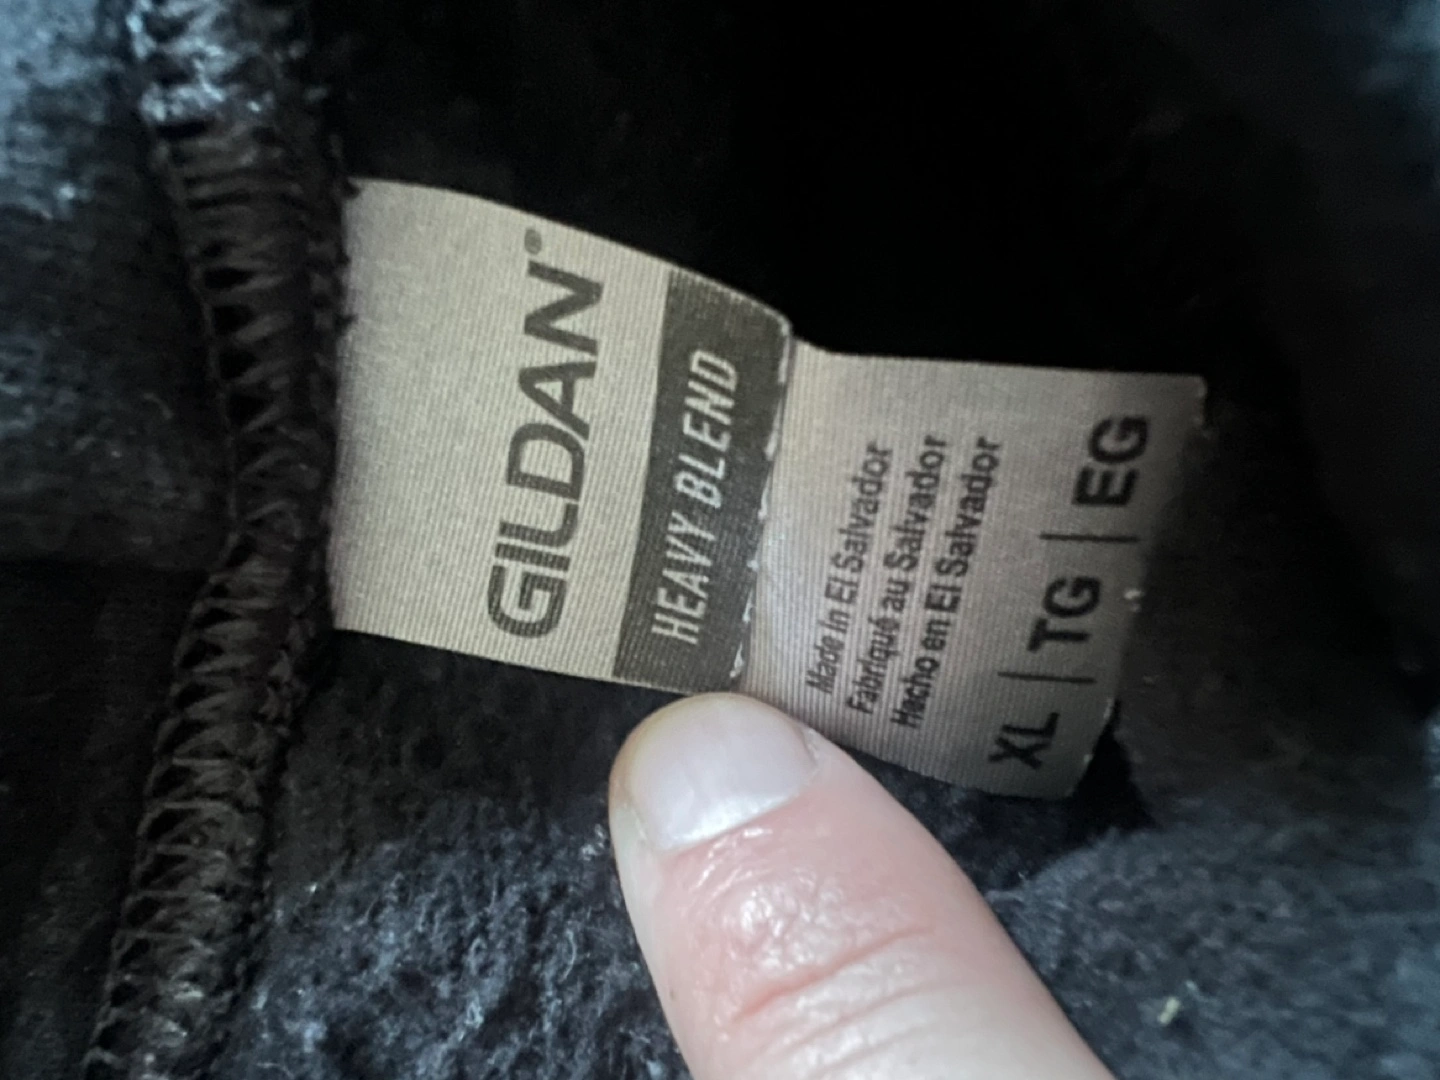 GILDAN®
HEAVY BLEND
Made in El Salvador
Fabriqué au Salvador
Hecho en El Salvador
XL | TG | EG